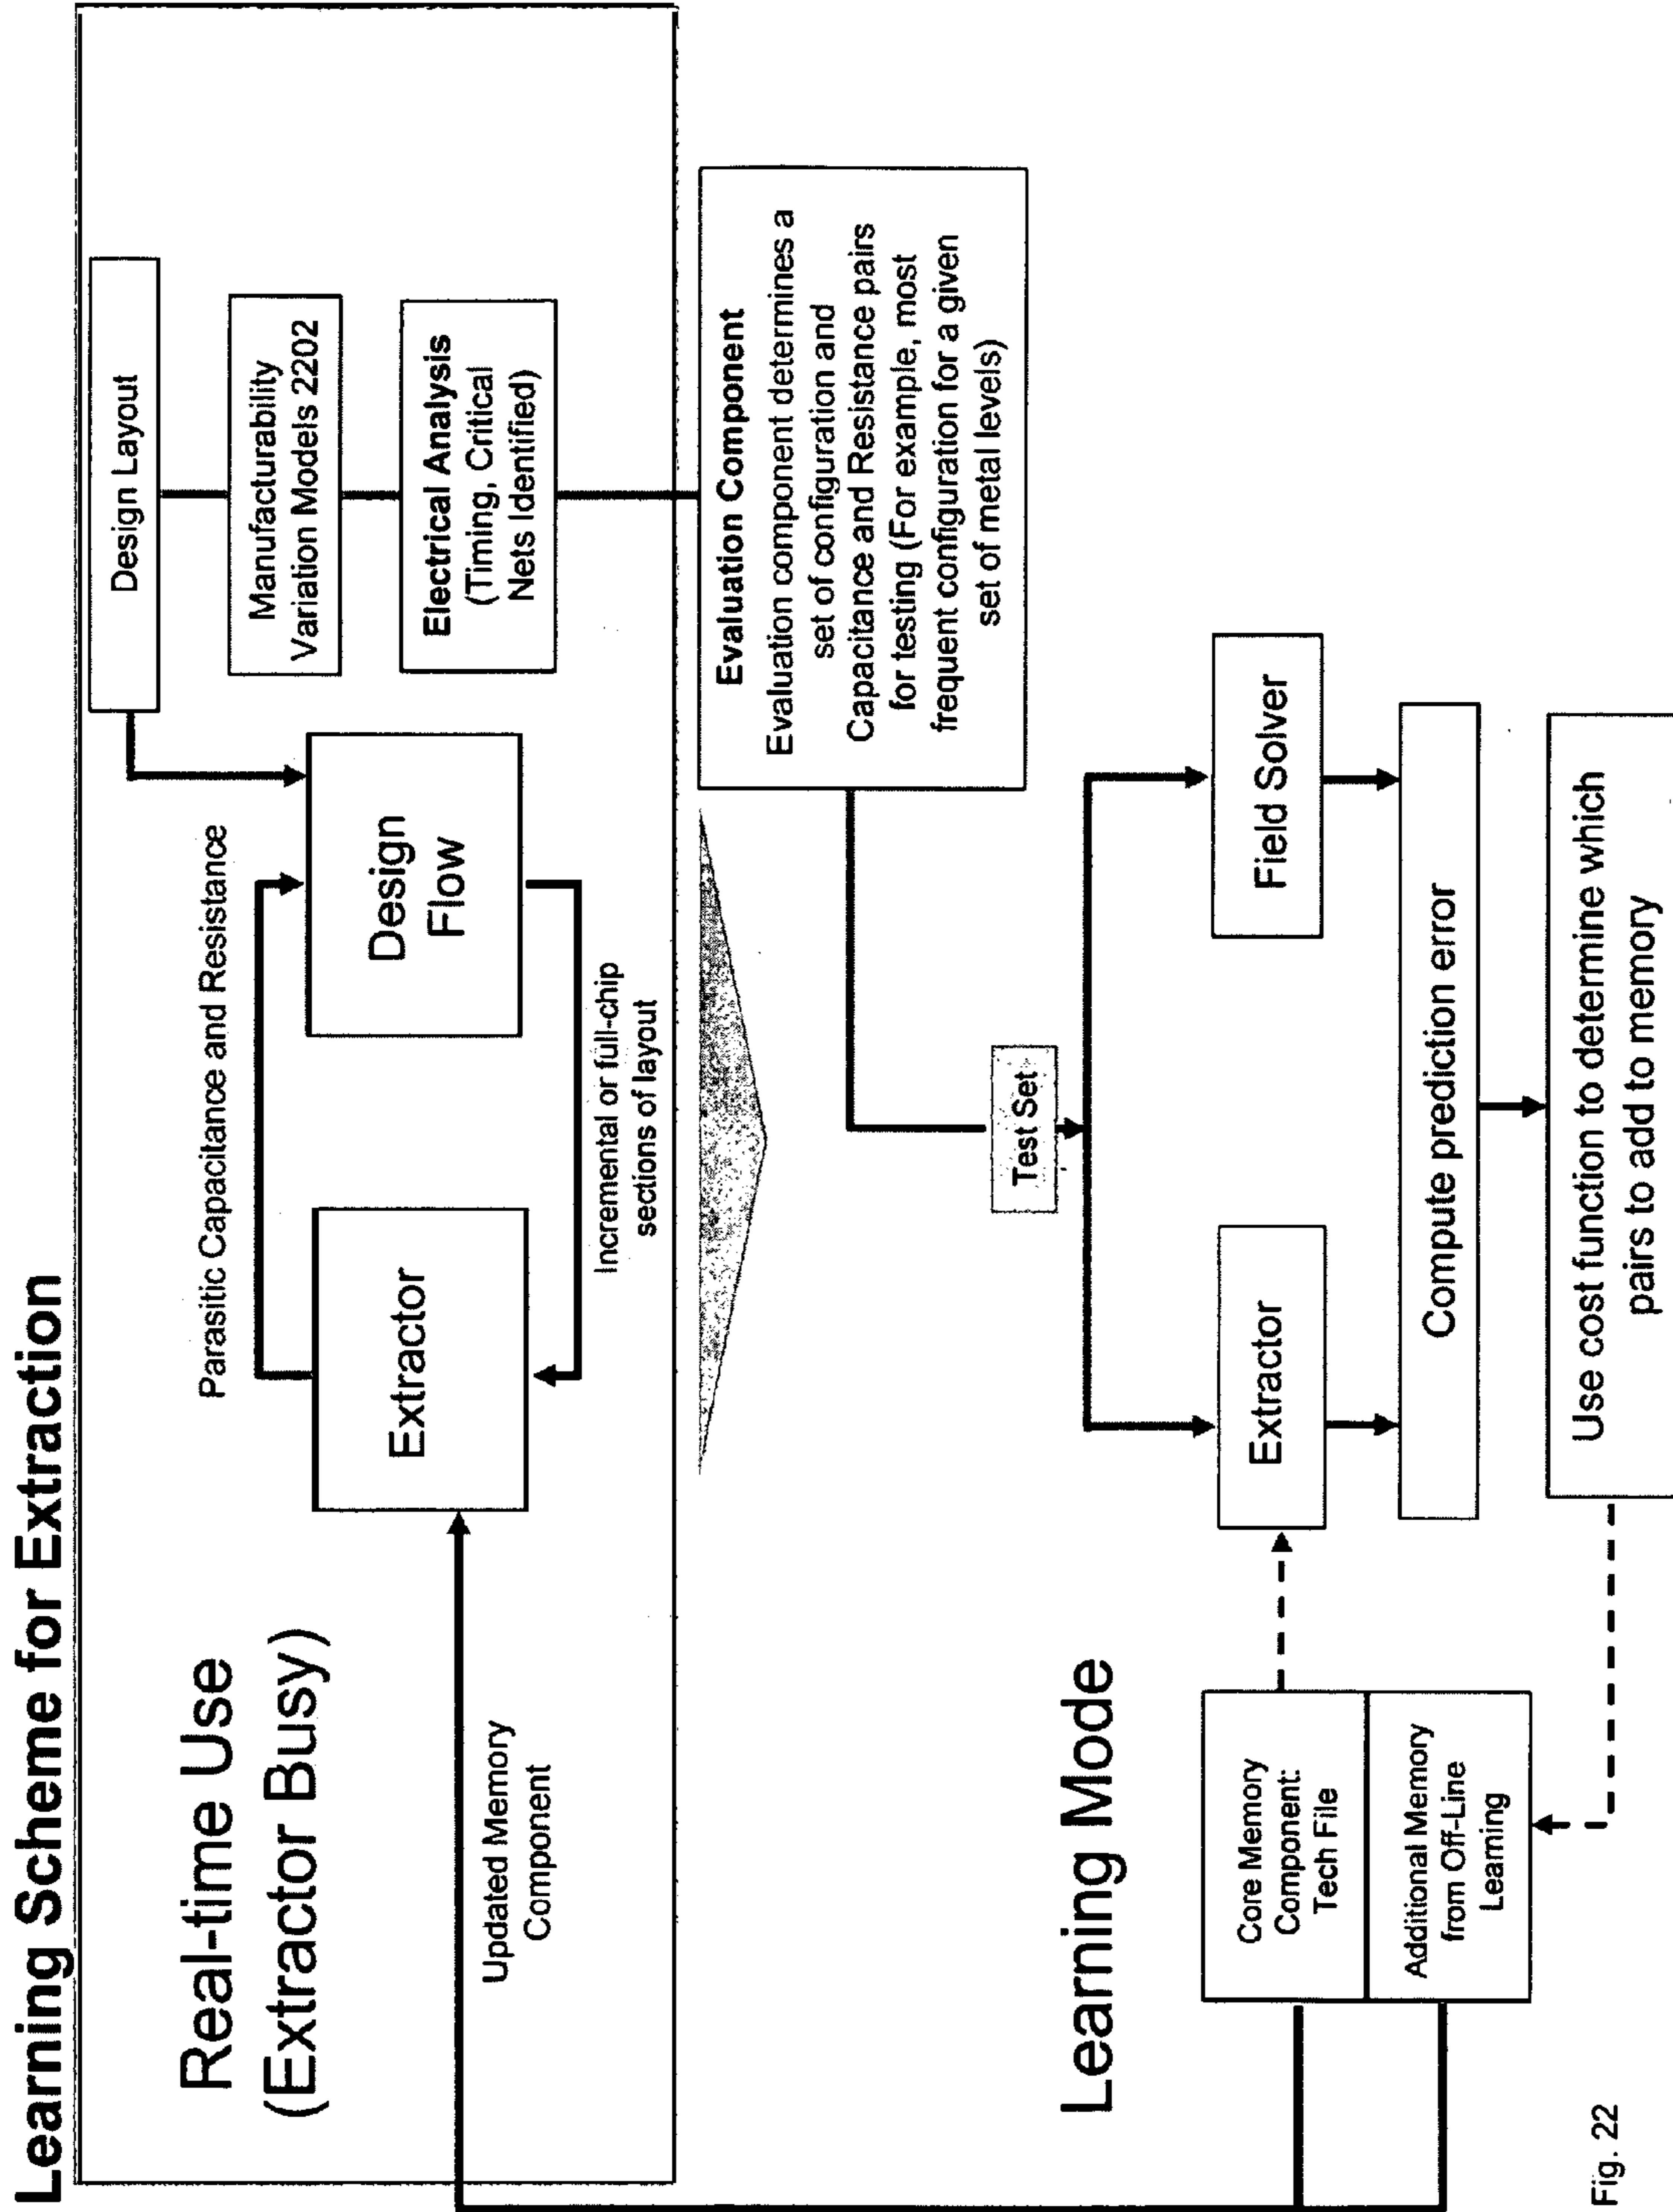 Learning Scheme for Extraction
Real-time Use
(Extractor Busy)
Parasitic Capacitance and Resistance
Extractor
Design
Flow
Incremental or full-chip
sections of layout
Design Layout
Manufacturability
Variation Models 2202
Electrical Analysis
(Timing, Critical
Nets Identified)
Updated Memory
Component
Evaluation Component
Evaluation component determines a
set of configuration and
Capacitance and Resistance pairs
for testing (For example, most
frequent configuration for a given
set of metal levels)
Learning Mode
Test Set
Core Memory
Component:
Tech File
Additional Memory
from Off-Line
Learning
Extractor
Field Solver
Compute prediction error
Use cost function to determine which
pairs to add to memory
Fig. 22